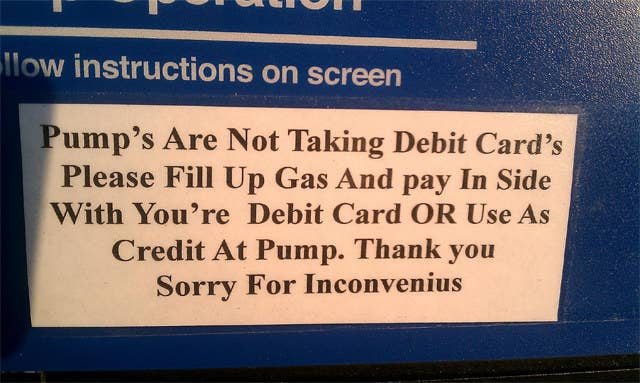 p Operation
llow instructions on screen
Pump's Are Not Taking Debit Card's
Please Fill Up Gas And pay In Side
With You're Debit Card OR Use As
Credit At Pump. Thank you
Sorry For Inconvenius